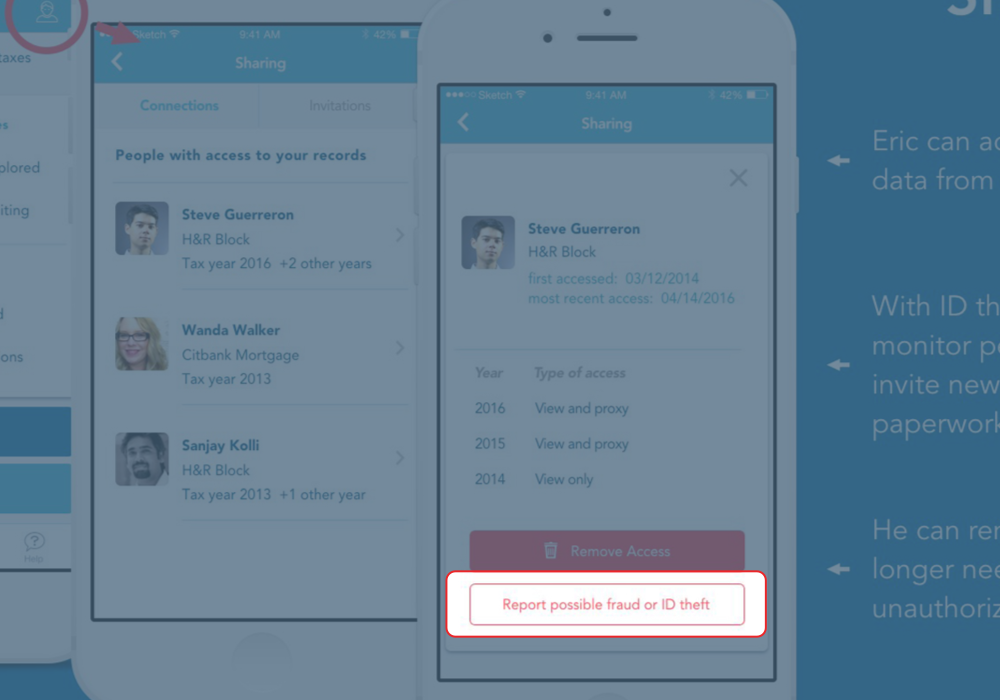 taxes
plored
iting
ons
Help
Sketch 9:41 AM 42%
Sharing
Connections Invitations
People with access to your records
Steve Guerreron
H&R Block
Tax year 2016 +2 other years
Wanda Walker
Citbank Mortgage
Tax year 2013
Sanjay Kolli
H&R Block
Tax year 2013 +1 other year
Sketch 9:41 AM 42%
Sharing
Steve Guerreron
H&R Block
first accessed: 03/12/2014
most recent access: 04/14/2016
Year Type of access
2016 View and proxy
2015 View and proxy
2014 View only
Remove Access
Report possible fraud or ID theft
Eric can ac
data from
With ID th
monitor pe
invite new
paperwork
He can rem
longer nee
unauthoriz